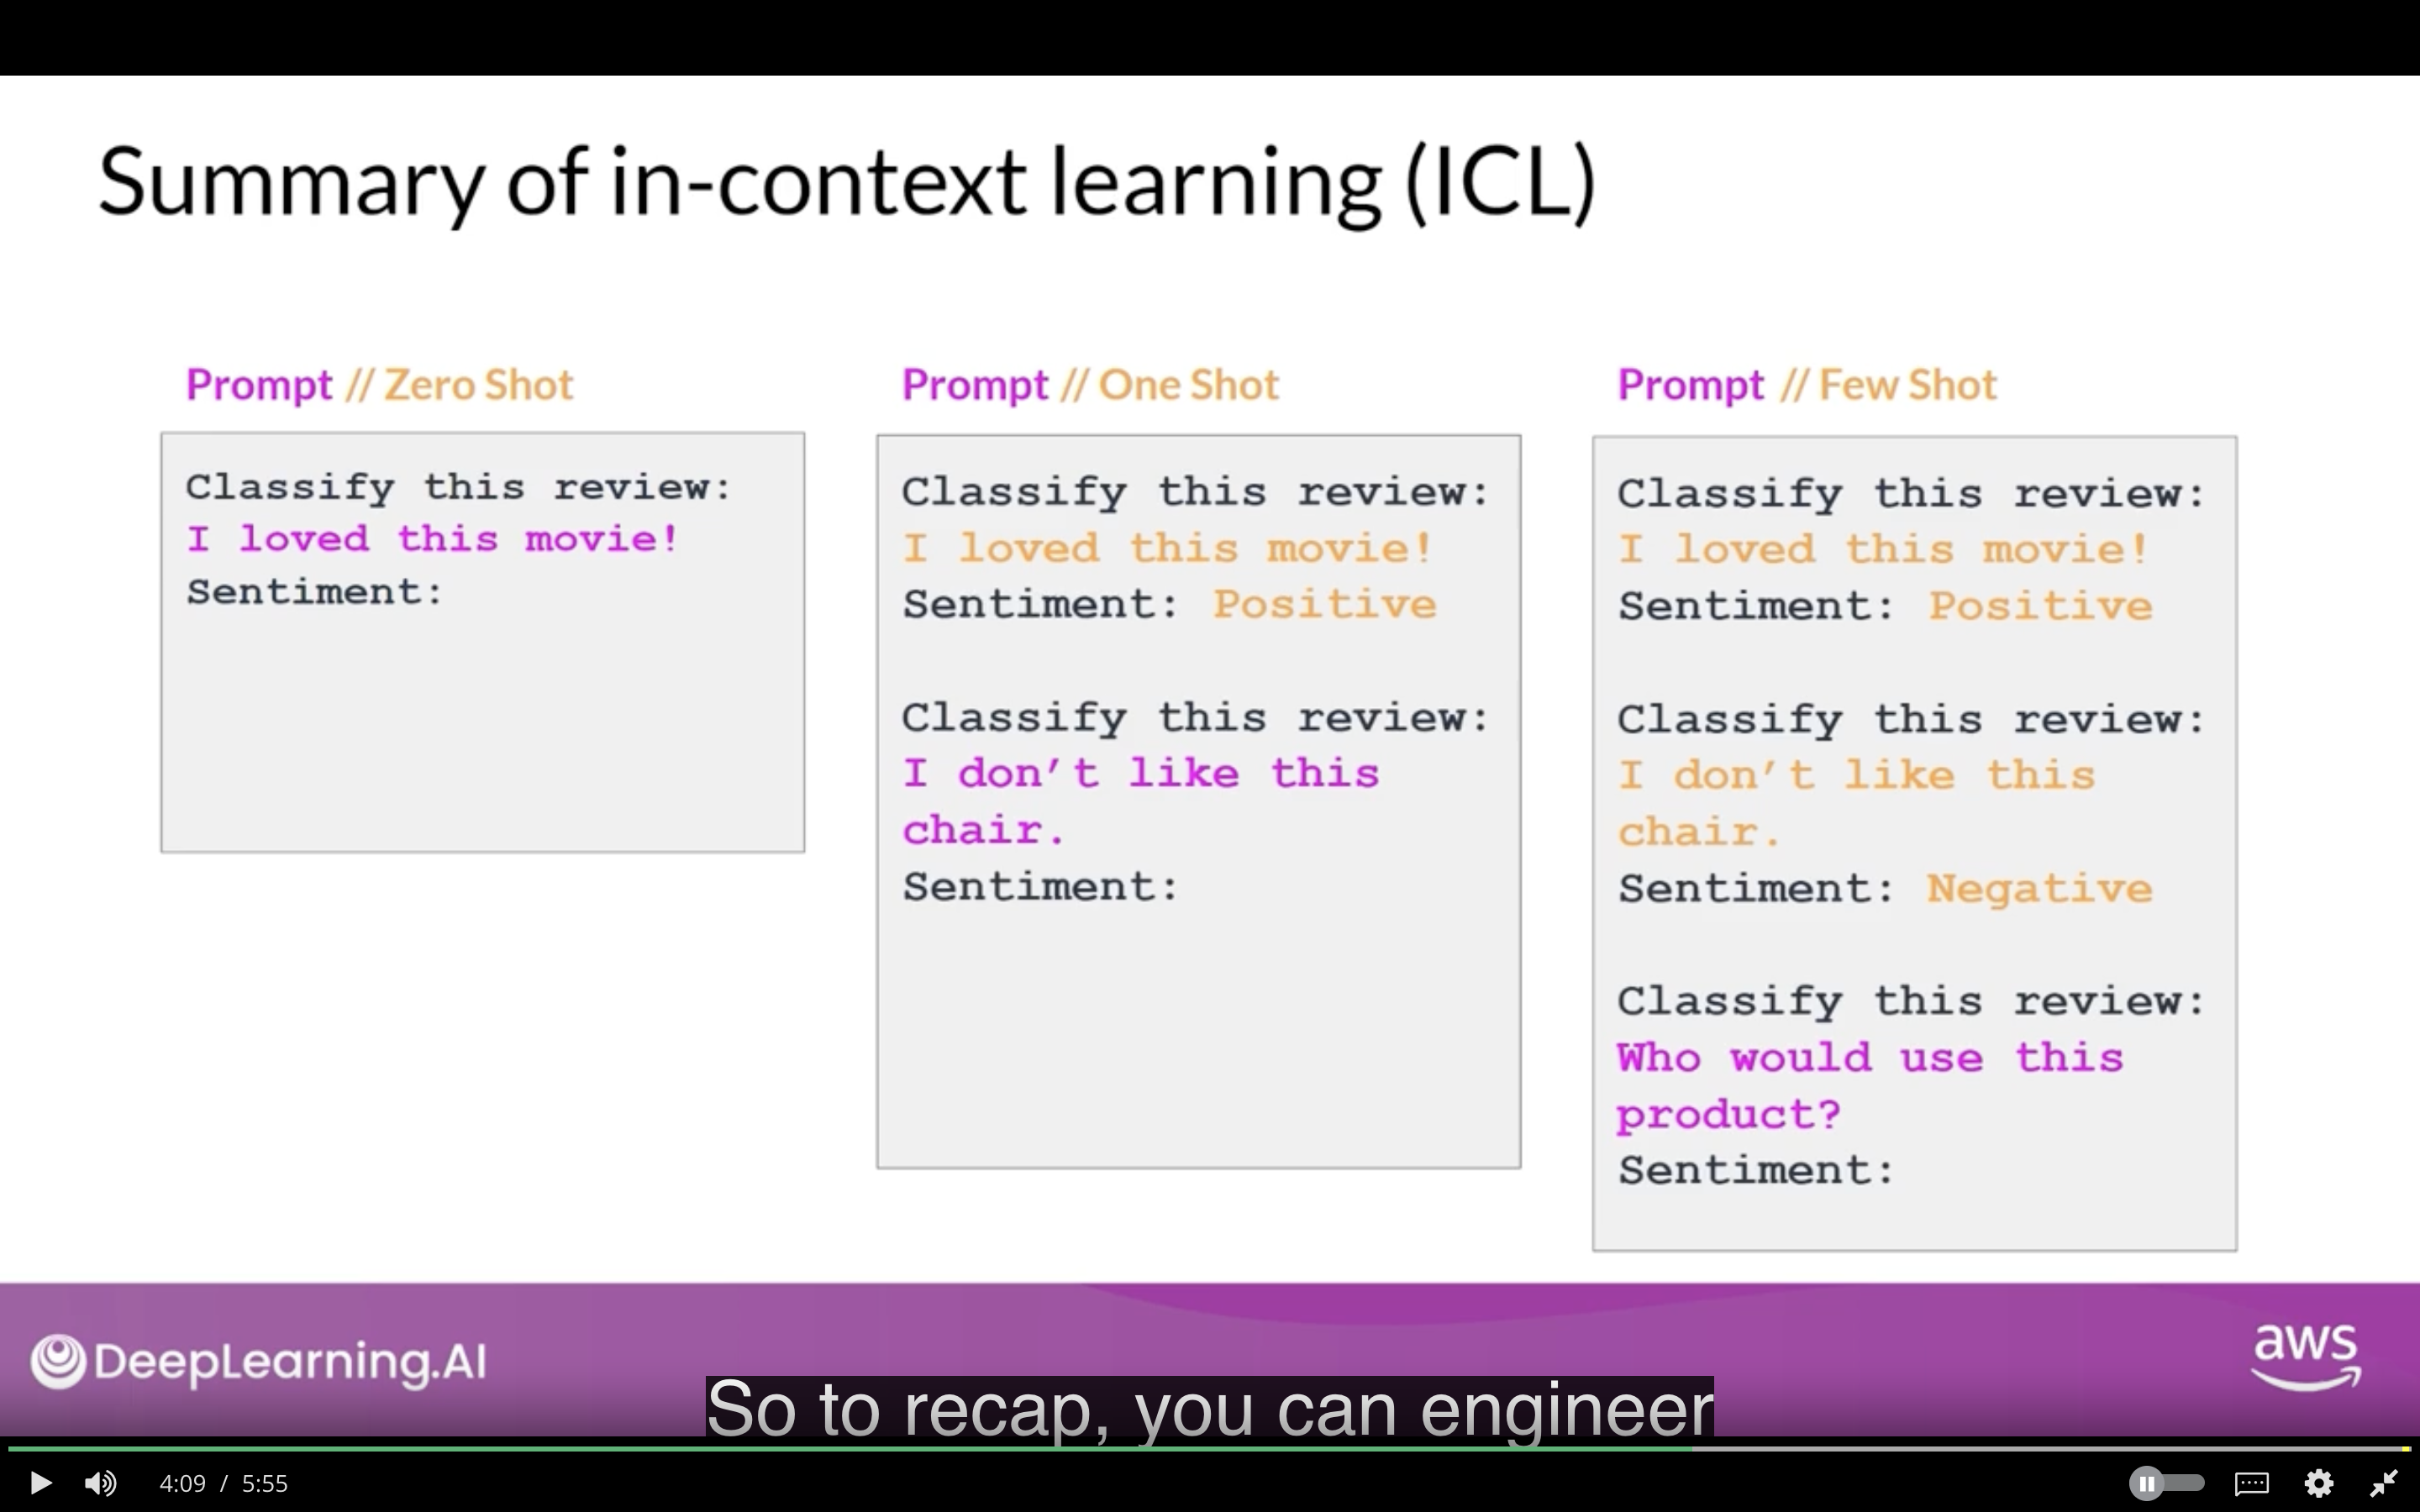 Summary of in-context learning (ICL)
Prompt // Zero Shot
Classify this review:
I loved this movie!
Sentiment:
Prompt // One Shot
Classify this review:
I loved this movie!
Sentiment: Positive
Classify this review:
I don’t like this
chair.
Sentiment:
Prompt // Few Shot
Classify this review:
I loved this movie!
Sentiment: Positive
Classify this review:
I don’t like this
chair.
Sentiment: Negative
Classify this review:
Who would use this
product?
Sentiment:
DeepLearning.AI
aws
So to recap, you can engineer
4:09 / 5:55